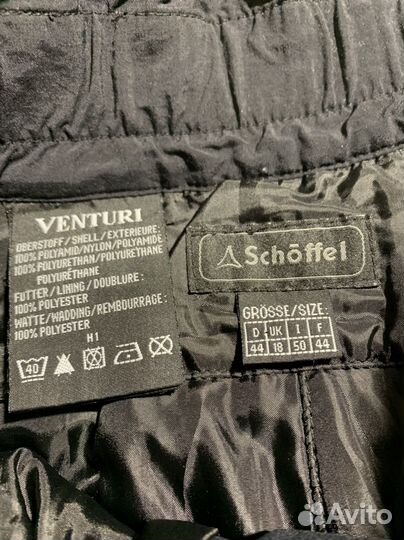 VENTURI
OBERSTOFF/SHELL/EXTERIEURE:
100% POLYAMID/NYLON/POLYAMIDE
100% POLYURETHAN/POLYURETHANE
POLYURÉTHANE
FUTTER/LINING/DOUBLURE:
100% POLYESTER
WATTE/WADDING/REMBOURRAGE:
100% POLYESTER
H1
40
Schöffel
GRÖSSE/SIZE:
D UK I F
44 18 50 44
Avito